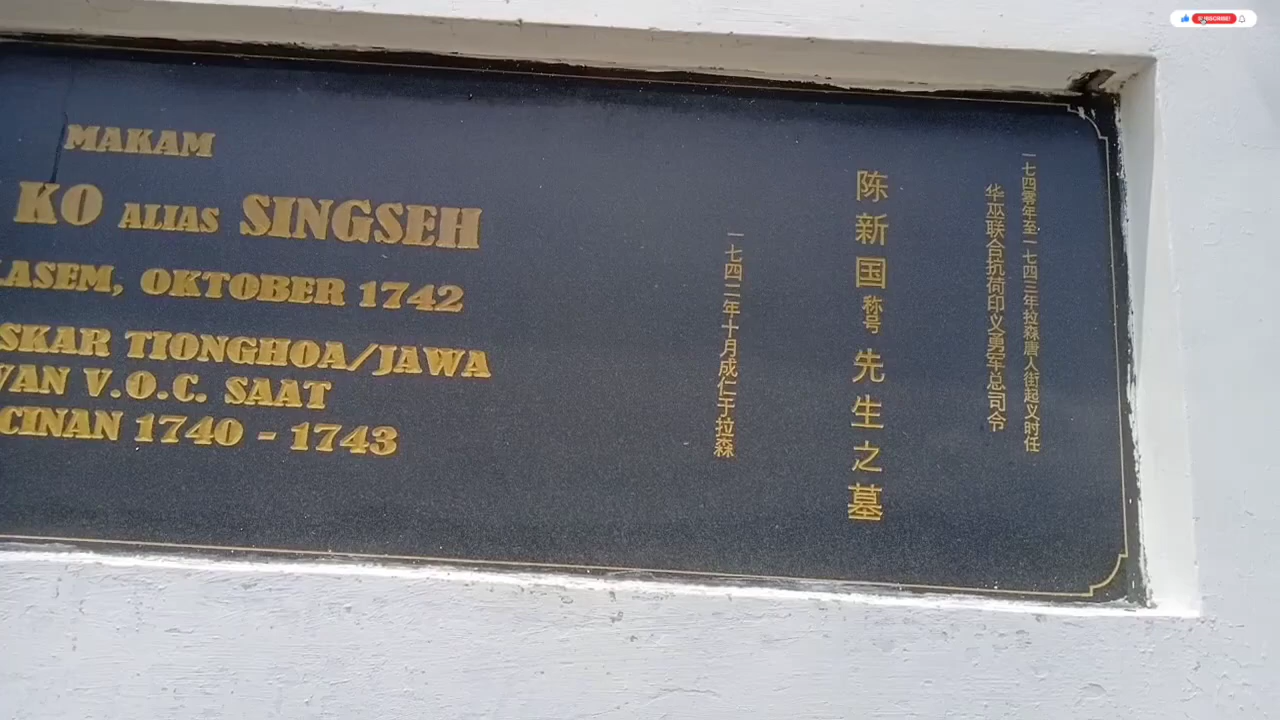 MAKAM
KO ALIAS SINGSEH
LASEM, OKTOBER 1742
SKAR TIONGHOA/JAWA
WAN V.O.C. SAAT
CINAN 1740 - 1743
一七四零年至一七四三年拉森唐人街起义时任
华巫联合抗荷印义勇军总司令
陈新国称号先生之墓
一七四二年十月成仁于拉森
SUBSCRIBE